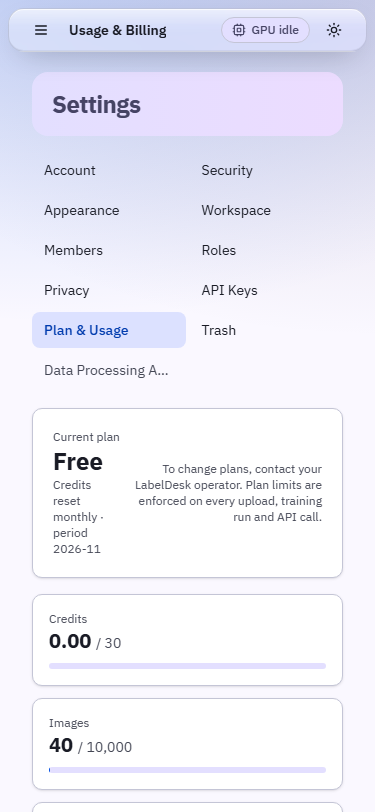 Usage & Billing
GPU idle
Settings
Account
Security
Appearance
Workspace
Members
Roles
Privacy
API Keys
Plan & Usage
Trash
Data Processing A...
Current plan
Free
Credits
reset
monthly ·
period
2026-11
To change plans, contact your
LabelDesk operator. Plan limits are
enforced on every upload, training
run and API call.
Credits
0.00 / 30
Images
40 / 10,000